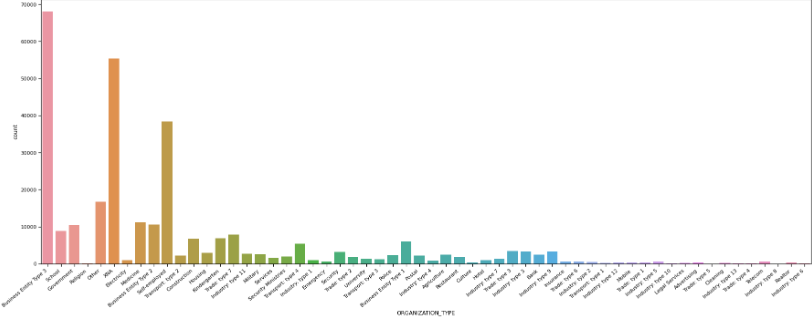 70000
60000
50000
40000
30000
20000
10000
0
count
Business Entity Type 3
School
Government
Religion
Other
XNA
Electricity
Medicine
Business Entity Type 2
Self-employed
Transport: type 2
Construction
Housing
Kindergarten
Trade: type 7
Industry: type 11
Military
Services
Security Ministries
Transport: type 4
Industry: type 1
Emergency
Security
Trade: type 2
University
Transport: type 3
Police
Business Entity Type 1
Postal
Industry: type 4
Agriculture
Restaurant
Culture
Hotel
Industry: type 7
Trade: type 3
Industry: type 3
Bank
Industry: type 9
Insurance
Trade: type 6
Industry: type 2
Transport: type 1
Industry: type 12
Mobile
Trade: type 1
Industry: type 5
Industry: type 10
Legal Services
Advertising
Trade: type 5
Cleaning
Industry: type 13
Trade: type 4
Telecom
Industry: type 8
Realtor
Industry: type 6
ORGANIZATION_TYPE